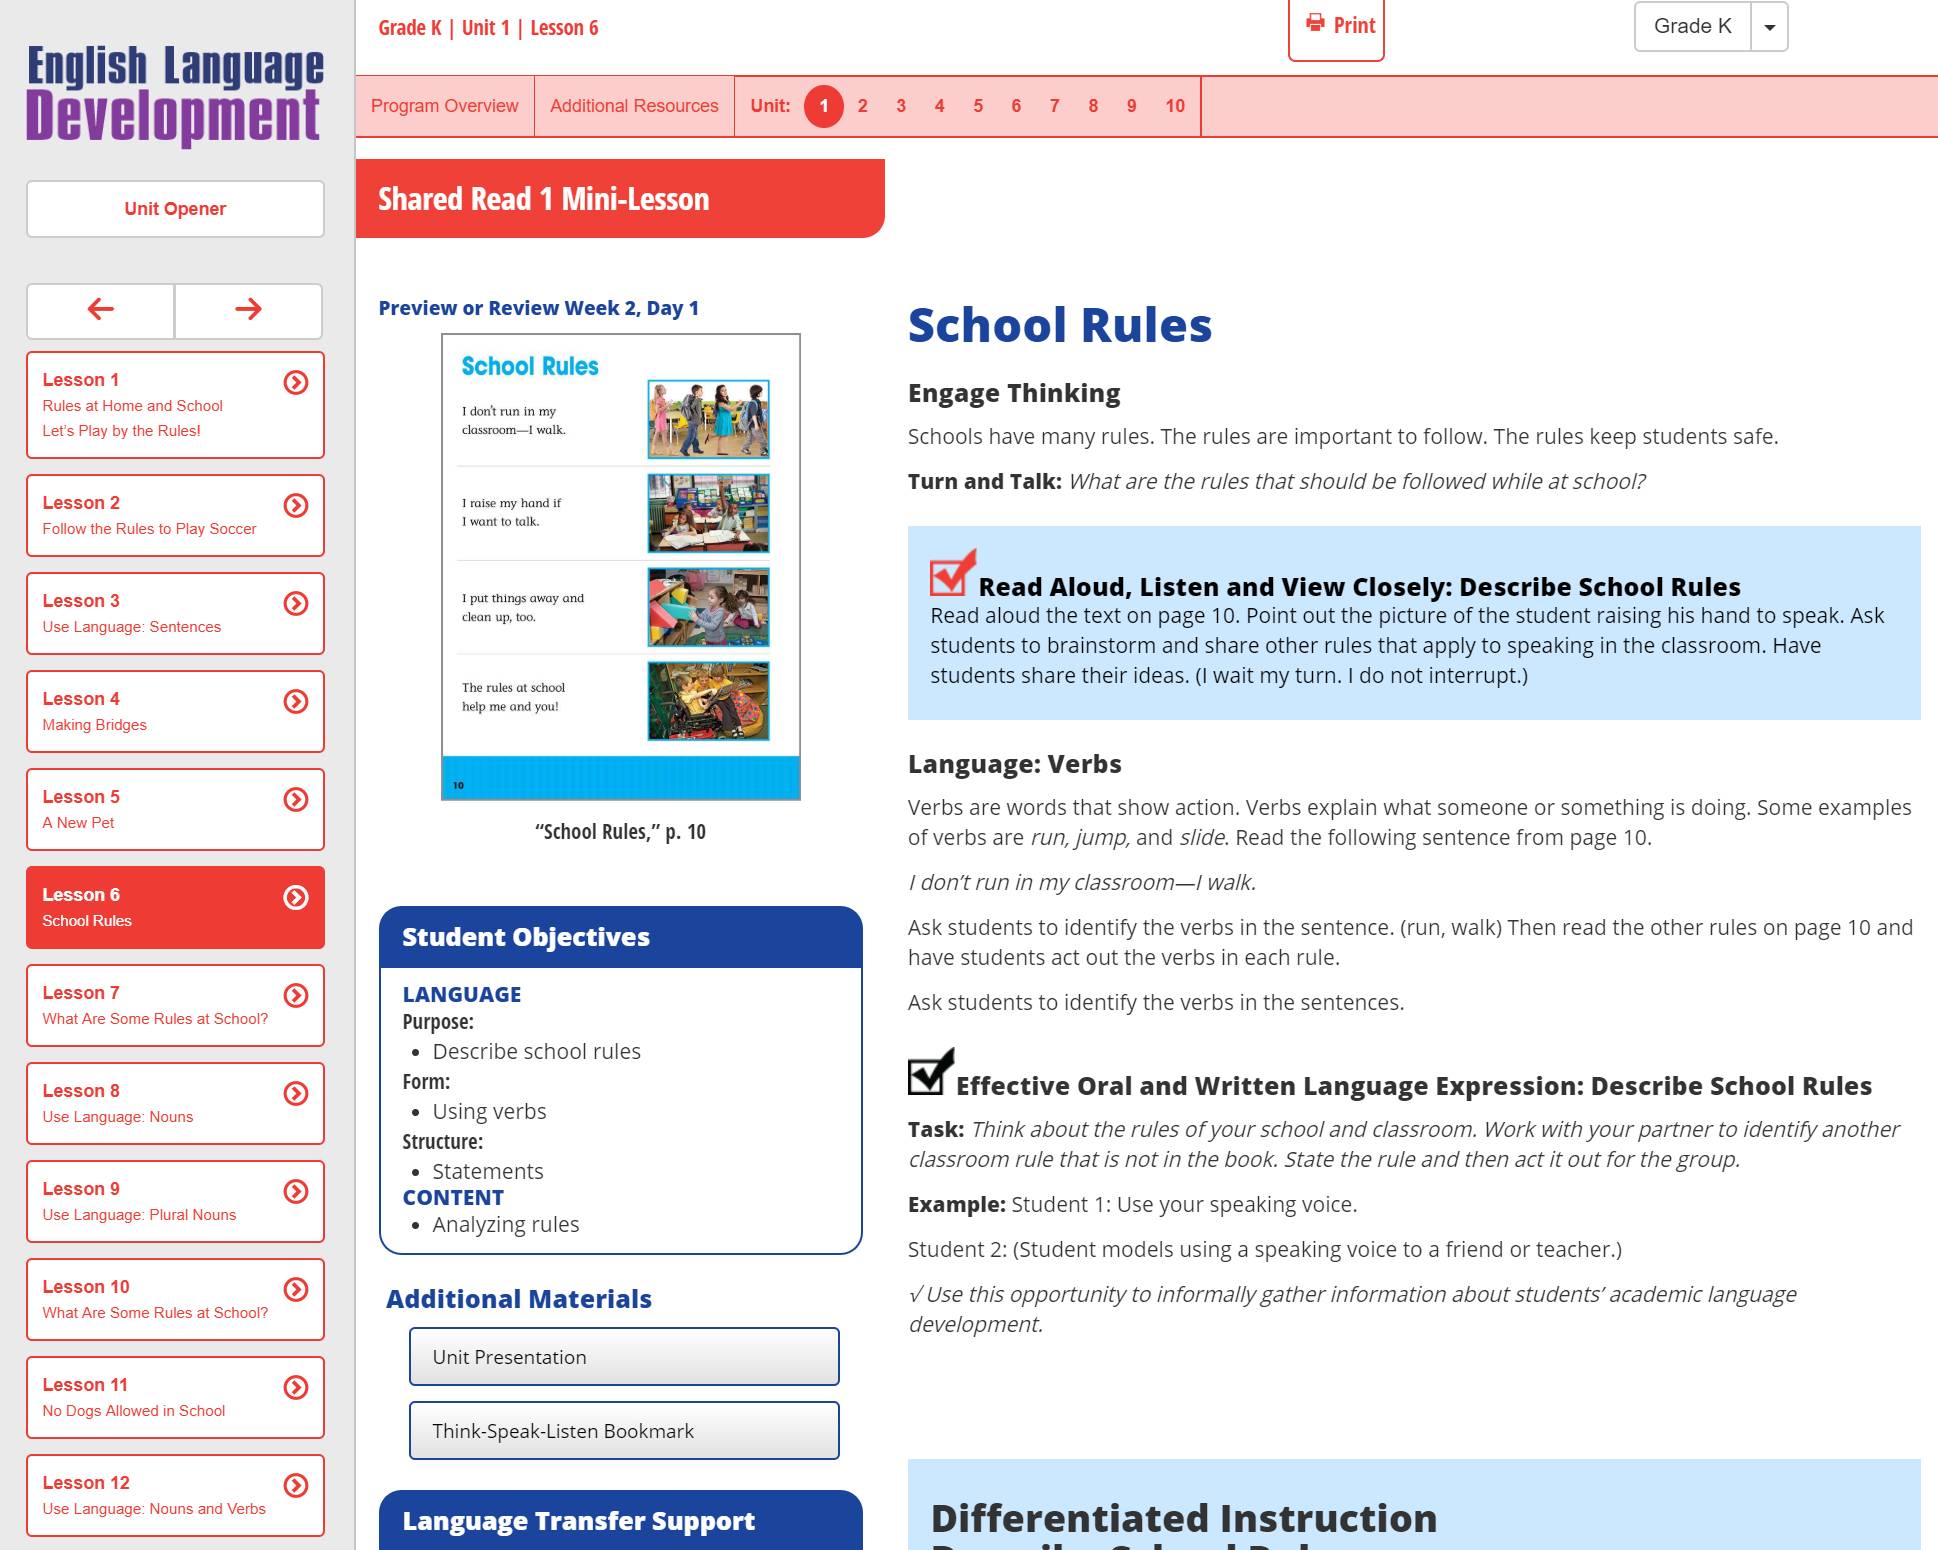 English Language
Development
Unit Opener
Lesson 1
Rules at Home and School
Let's Play by the Rules!
Lesson 2
Follow the Rules to Play Soccer
Lesson 3
Use Language: Sentences
Lesson 4
Making Bridges
Lesson 5
A New Pet
Lesson 6
School Rules
Lesson 7
What Are Some Rules at School?
Lesson 8
Use Language: Nouns
Lesson 9
Use Language: Plural Nouns
Lesson 10
What Are Some Rules at School?
Lesson 11
No Dogs Allowed in School
Lesson 12
Use Language: Nouns and Verbs
Grade K | Unit 1 | Lesson 6
Print
Grade K
Program Overview
Additional Resources
Unit: 1 2 3 4 5 6 7 8 9 10
Shared Read 1 Mini-Lesson
Preview or Review Week 2, Day 1
School Rules
I don't run in my
classroom—I walk.
I raise my hand if
I want to talk.
I put things away and
clean up, too.
The rules at school
help me and you!
10
“School Rules,” p. 10
Student Objectives
LANGUAGE
Purpose:
• Describe school rules
Form:
• Using verbs
Structure:
• Statements
CONTENT
• Analyzing rules
Additional Materials
Unit Presentation
Think-Speak-Listen Bookmark
Language Transfer Support
School Rules
Engage Thinking
Schools have many rules. The rules are important to follow. The rules keep students safe.
Turn and Talk: What are the rules that should be followed while at school?
Read Aloud, Listen and View Closely: Describe School Rules
Read aloud the text on page 10. Point out the picture of the student raising his hand to speak. Ask
students to brainstorm and share other rules that apply to speaking in the classroom. Have
students share their ideas. (I wait my turn. I do not interrupt.)
Language: Verbs
Verbs are words that show action. Verbs explain what someone or something is doing. Some examples
of verbs are run, jump, and slide. Read the following sentence from page 10.
I don’t run in my classroom—I walk.
Ask students to identify the verbs in the sentence. (run, walk) Then read the other rules on page 10 and
have students act out the verbs in each rule.
Ask students to identify the verbs in the sentences.
Effective Oral and Written Language Expression: Describe School Rules
Task: Think about the rules of your school and classroom. Work with your partner to identify another
classroom rule that is not in the book. State the rule and then act it out for the group.
Example: Student 1: Use your speaking voice.
Student 2: (Student models using a speaking voice to a friend or teacher.)
√ Use this opportunity to informally gather information about students’ academic language
development.
Differentiated Instruction
Describe School Rules